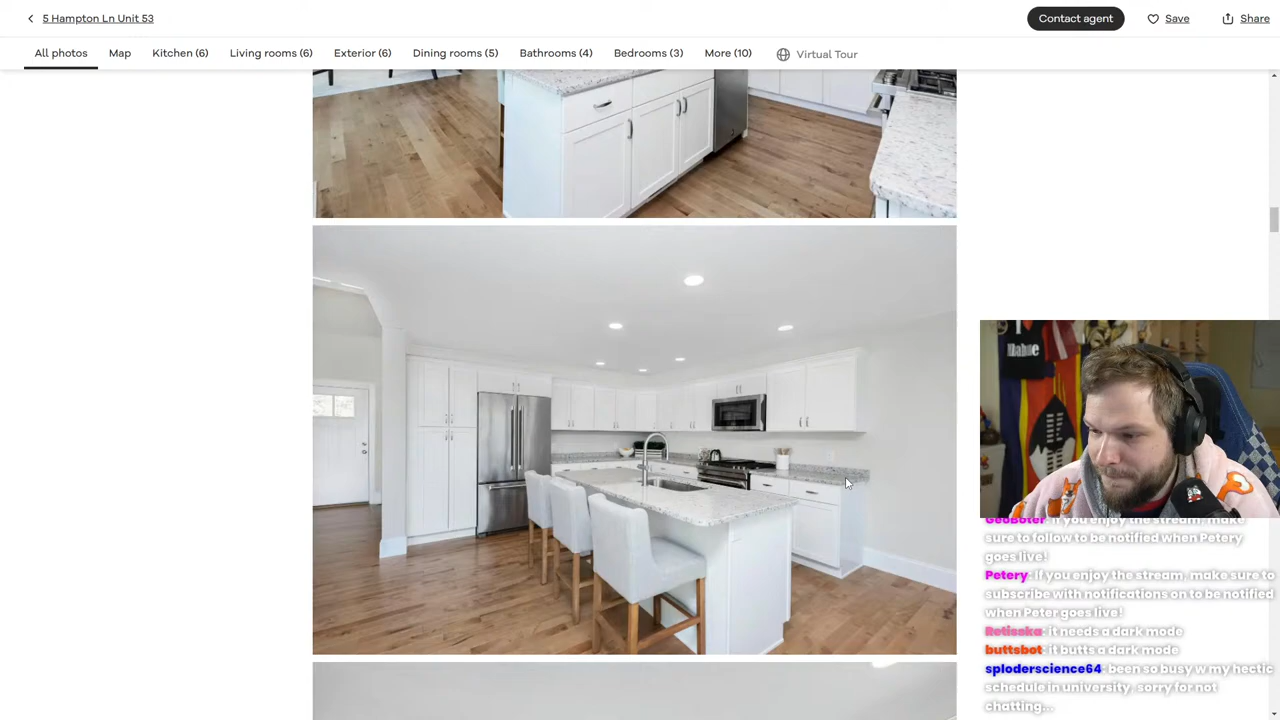 5 Hampton Ln Unit 53
Contact agent
Save
Share
All photos
Map
Kitchen (6)
Living rooms (6)
Exterior (6)
Dining rooms (5)
Bathrooms (4)
Bedrooms (3)
More (10)
Virtual Tour
GeoBoter: if you enjoy the stream, make
sure to follow to be notified when Petery
goes live!
Petery: if you enjoy the stream, make sure to
subscribe with notifications on to be notified
when Peter goes live!
Rotisska: it needs a dark mode
buttsbot: it butts a dark mode
sploderscience64: been so busy w my hectic
schedule in university, sorry for not
chatting...